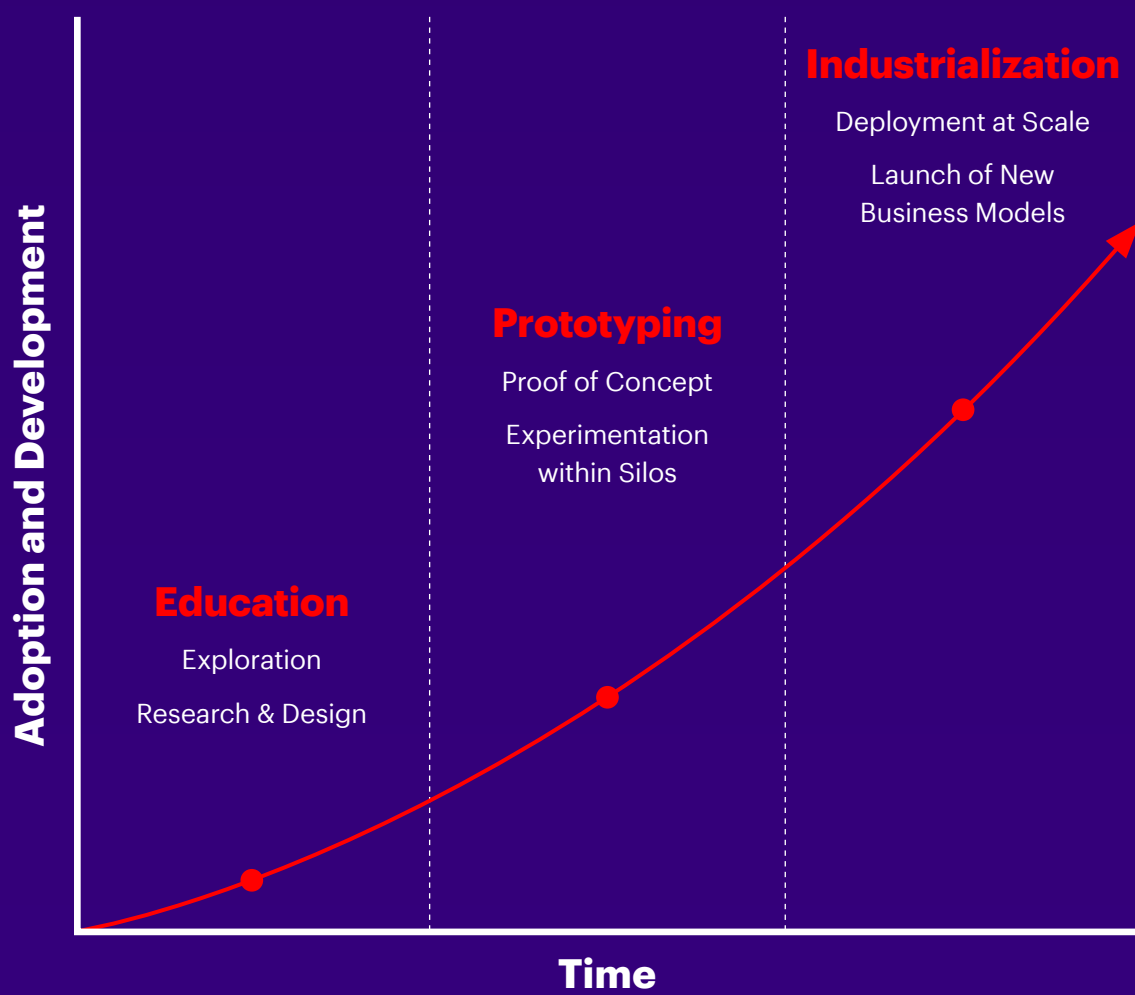 Industrialization
Deployment at Scale
Launch of New
Business Models
Prototyping
Proof of Concept
Experimentation
within Silos
Education
Exploration
Research & Design
Adoption and Development
Time